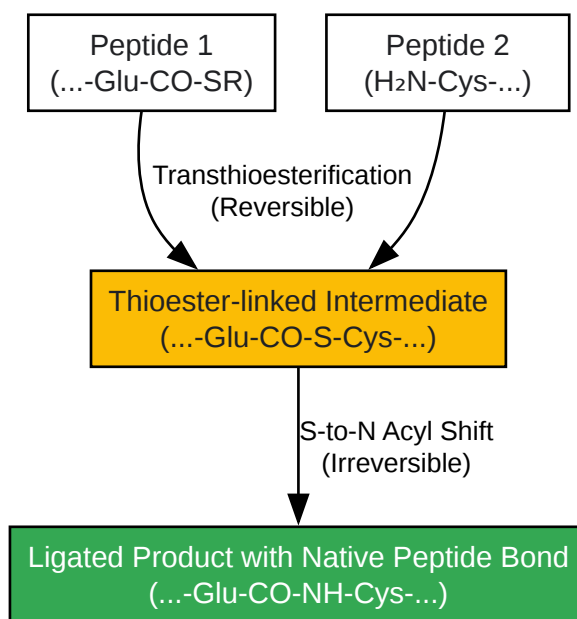 Peptide 1
(...-Glu-CO-SR)
Peptide 2
(H₂N-Cys-...)
Transthioesterification
(Reversible)
Thioester-linked Intermediate
(...-Glu-CO-S-Cys-...)
S-to-N Acyl Shift
(Irreversible)
Ligated Product with Native Peptide Bond
(...-Glu-CO-NH-Cys-...)